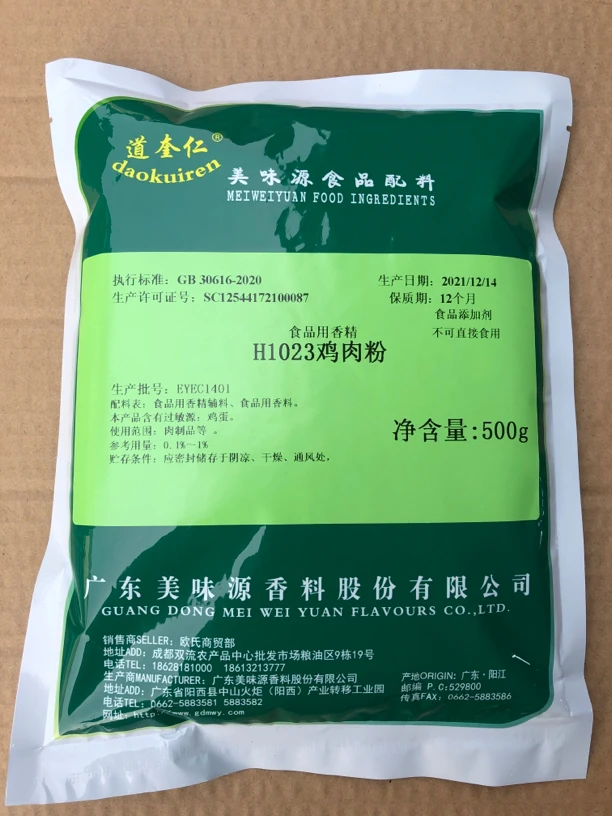 道奎仁®
daokuiren
美味源食品配料
MEIWEIYUAN FOOD INGREDIENTS
执行标准：GB 30616-2020
生产日期：2021/12/14
生产许可证号：SC12544172100087
保质期：12个月
食品添加剂
食品用香精
不可直接食用
H1023鸡肉粉
生产批号：EYEC1401
配料表：食品用香精辅料、食品用香料。
本产品含有过敏源：鸡蛋。
使用范围：肉制品等 。
净含量:500g
参考用量：0.1%—1%
贮存条件：应密封储存于阴凉、干燥、通风处。
广东美味源香料股份有限公司
GUANG DONG MEI WEI YUAN FLAVOURS CO.,LTD.
销售商SELLER：欧氏商贸部
地址ADD：成都双流农产品中心批发市场粮油区9栋19号
电话TEL：18628181000 18613213777
生产商MANUFACTURER：广东美味源香料股份有限公司
产地ORIGIN：广东·阳江
地址ADD：广东省阳西县中山火炬（阳西）产业转移工业园
邮编 P.C:529800
电话TEL：0662-5883581 5883582
传真FAX：0662-5883586
网址：http://www.gdmwy.com